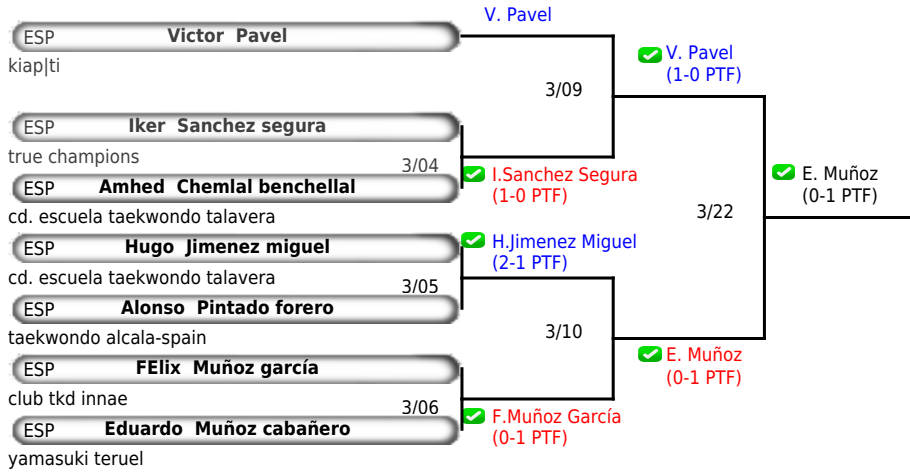 V. Pavel
ESP Victor Pavel
kiap|ti
V. Pavel
(1-0 PTF)
3/09
ESP Iker Sanchez segura
true champions
3/04
I.Sanchez Segura
(1-0 PTF)
ESP Amhed Chemlal benchellal
cd. escuela taekwondo talavera
E. Muñoz
(0-1 PTF)
3/22
ESP Hugo Jimenez miguel
H.Jimenez Miguel
(2-1 PTF)
cd. escuela taekwondo talavera
3/05
ESP Alonso Pintado forero
taekwondo alcala-spain
3/10
E. Muñoz
(0-1 PTF)
ESP FElix Muñoz garcía
club tkd innae
3/06
F.Muñoz García
(0-1 PTF)
ESP Eduardo Muñoz cabañero
yamasuki teruel